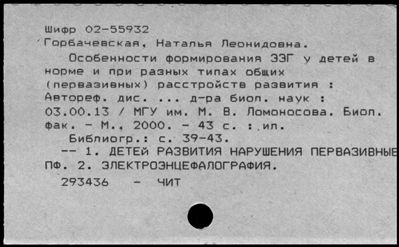 Шифр 02-55932
Горбачевская, Наталья Леонидовна.
Особенности формирования ЭЭГ у детей в
норме и при разных типах общих
(первазивных) расстройств развития :
Автореф. дис. ... д-ра биол. наук :
03.00.13 / МГУ им. М. В. Ломоносова. Биол.
фак. - М., 2000. - 43 с. : ил.
Библиогр.: с. 39-43.
-- 1. ДЕТЕЙ РАЗВИТИЯ НАРУШЕНИЯ ПЕРВАЗИВНЫЕ
ПФ. 2. ЭЛЕКТРОЭНЦЕФАЛОГРАФИЯ.
293436 - ЧИТ